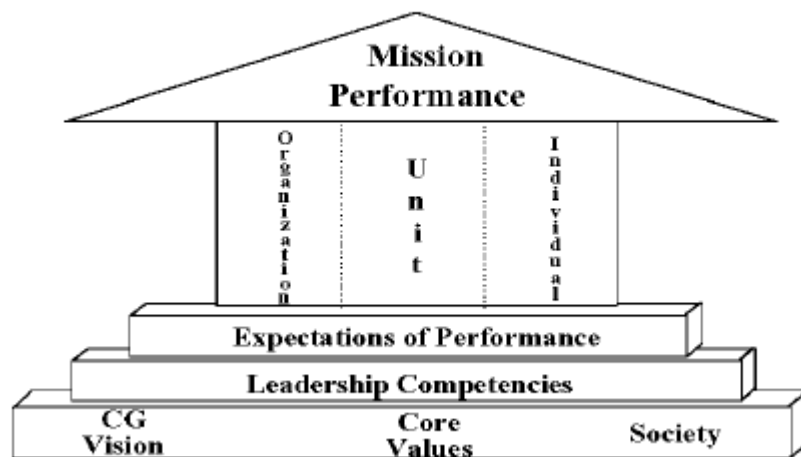 Mission
Performance
Organization
Unit
Individual
Expectations of Performance
Leadership Competencies
CG
Vision
Core
Values
Society